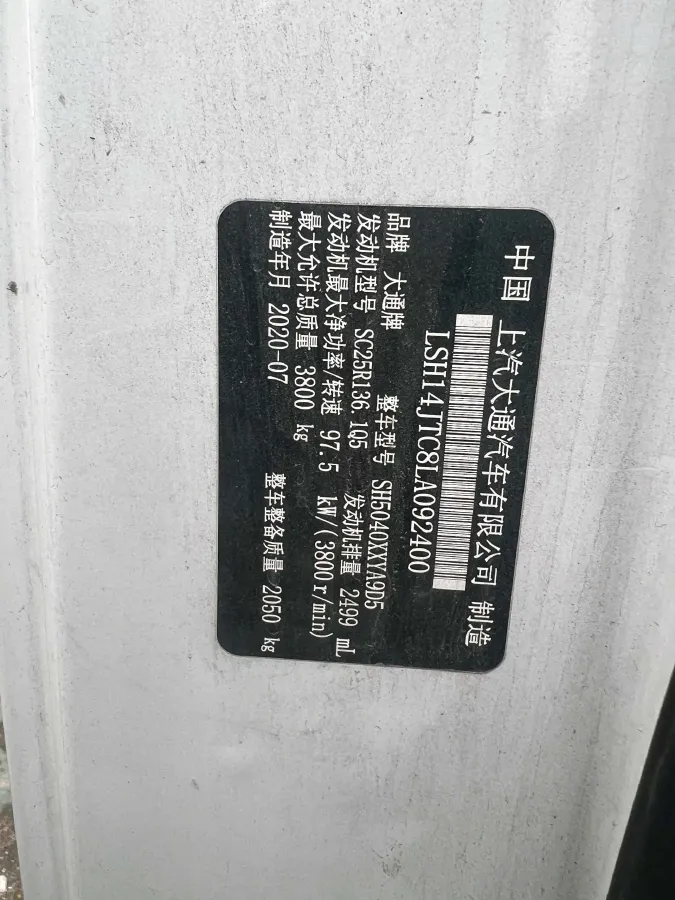 中国 上汽大通汽车有限公司 制造
LSH14JTC8LA092400
品牌 大通牌 整车型号 SH5040XXYA9D5
发动机型号 SC25R136.1Q5 发动机排量 2499 mL
发动机最大净功率/转速 97.5 kW/(3800r/min)
最大允许总质量 3800 kg
制造年月 2020-07 整车整备质量 2050 kg